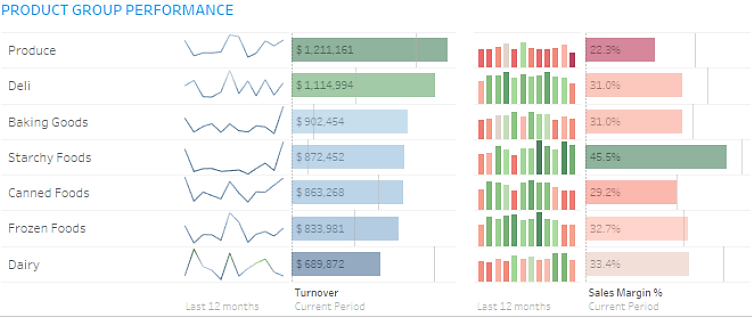 PRODUCT GROUP PERFORMANCE
Produce $ 1,211,161 22.3%
Deli $ 1,114,994 31.0%
Baking Goods $ 902,454 31.0%
Starchy Foods $ 872,452 45.5%
Canned Foods $ 863,268 29.2%
Frozen Foods $ 833,981 32.7%
Dairy $ 689,872 33.4%
Turnover Sales Margin %
Last 12 months Current Period Last 12 months Current Period